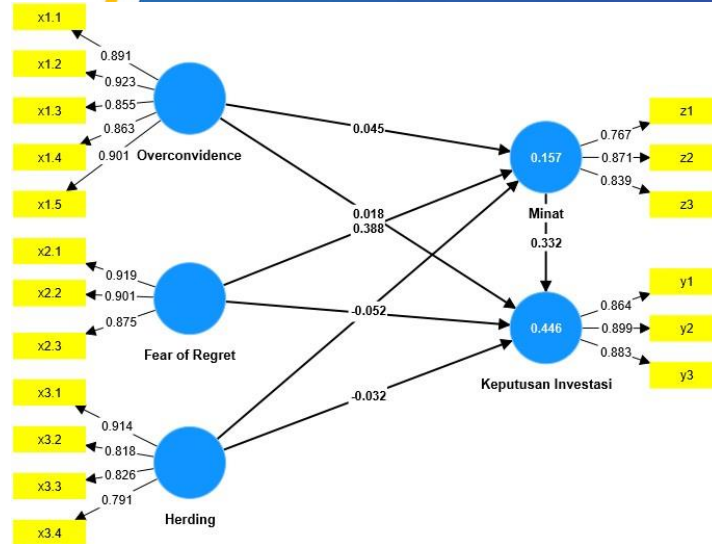 x1.1
0.891
x1.2
0.923
x1.3
0.855
x1.4
0.863
x1.5
0.901
Overconvidence
x2.1
0.919
x2.2
0.901
x2.3
0.875
Fear of Regret
x3.1
0.914
x3.2
0.818
x3.3
0.826
x3.4
0.791
Herding
0.045
0.018
0.388
-0.052
-0.032
0.157
Minat
0.332
0.446
Keputusan Investasi
z1
0.767
z2
0.871
z3
0.839
y1
0.864
y2
0.899
y3
0.883